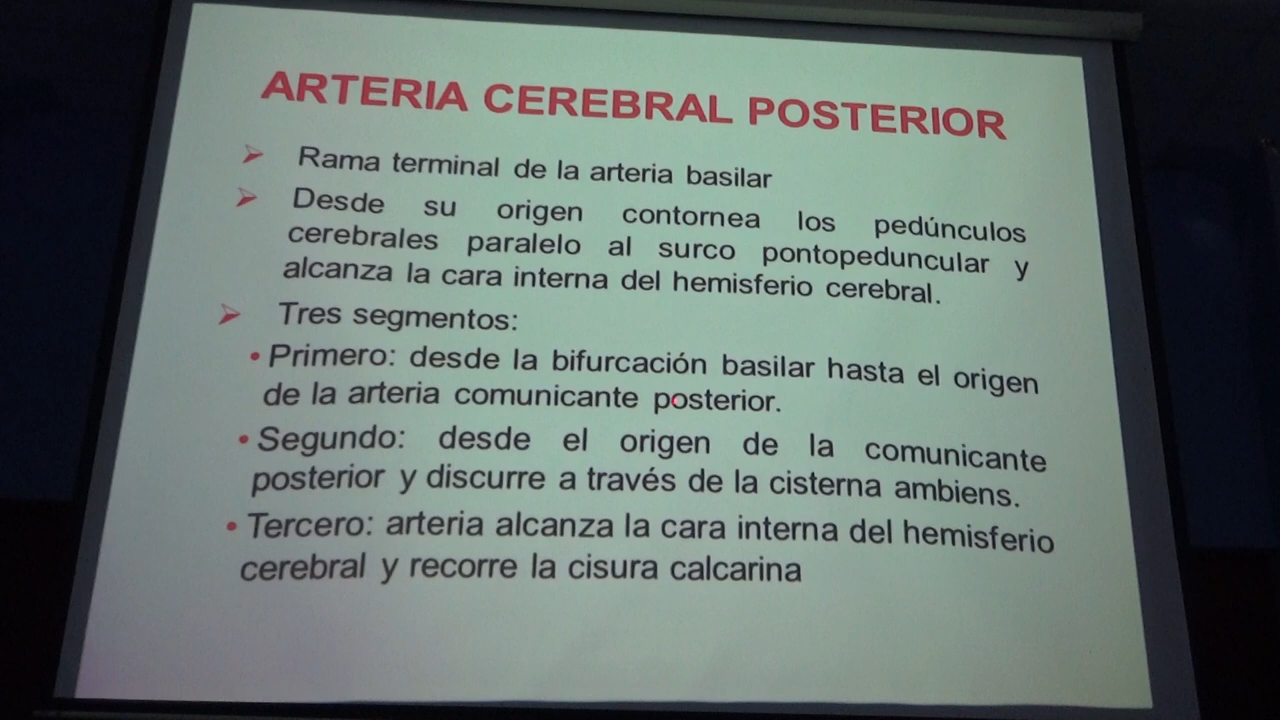 ARTERIA CEREBRAL POSTERIOR
Rama terminal de la arteria basilar
Desde su origen contornea los pedúnculos
cerebrales paralelo al surco pontopeduncular y
alcanza la cara interna del hemisferio cerebral.
Tres segmentos:
• Primero: desde la bifurcación basilar hasta el origen
de la arteria comunicante posterior.
• Segundo: desde el origen de la comunicante
posterior y discurre a través de la cisterna ambiens.
• Tercero: arteria alcanza la cara interna del hemisferio
cerebral y recorre la cisura calcarina